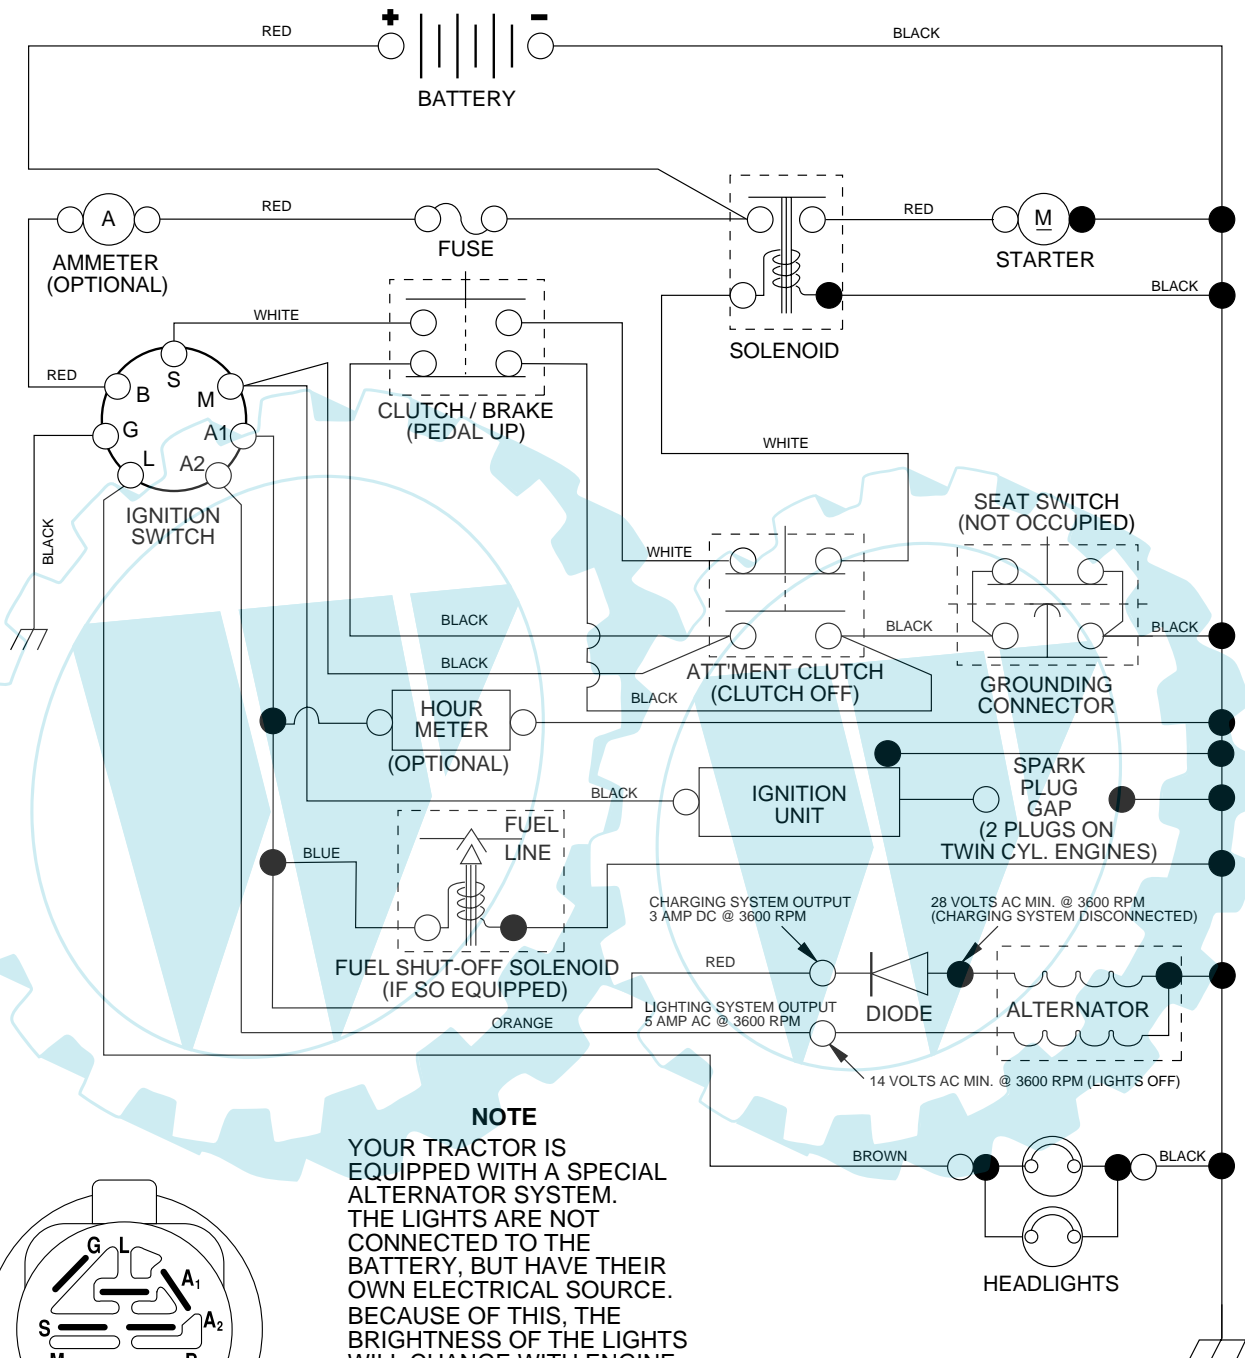 + -
RED
BLACK
BATTERY
A
RED
FUSE
RED
M
STARTER
AMMETER
(OPTIONAL)
BLACK
WHITE
SOLENOID
RED
S
B
M
G
A1
L
A2
CLUTCH / BRAKE
(PEDAL UP)
WHITE
IGNITION
SWITCH
BLACK
SEAT SWITCH
(NOT OCCUPIED)
WHITE
BLACK
BLACK
BLACK
BLACK
ATT'MENT CLUTCH
(CLUTCH OFF)
BLACK
GROUNDING
CONNECTOR
HOUR
METER
(OPTIONAL)
BLACK
IGNITION
UNIT
SPARK
PLUG
GAP
(2 PLUGS ON
TWIN CYL. ENGINES)
FUEL
LINE
BLUE
CHARGING SYSTEM OUTPUT
3 AMP DC @ 3600 RPM
28 VOLTS AC MIN. @ 3600 RPM
(CHARGING SYSTEM DISCONNECTED)
FUEL SHUT-OFF SOLENOID
(IF SO EQUIPPED)
RED
DIODE
ALTERNATOR
LIGHTING SYSTEM OUTPUT
5 AMP AC @ 3600 RPM
ORANGE
14 VOLTS AC MIN. @ 3600 RPM (LIGHTS OFF)
BROWN
BLACK
HEADLIGHTS
NOTE
YOUR TRACTOR IS
EQUIPPED WITH A SPECIAL
ALTERNATOR SYSTEM.
THE LIGHTS ARE NOT
CONNECTED TO THE
BATTERY, BUT HAVE THEIR
OWN ELECTRICAL SOURCE.
BECAUSE OF THIS, THE
BRIGHTNESS OF THE LIGHTS
WILL CHANGE WITH ENGINE
G L
A1
A2
S
M
B